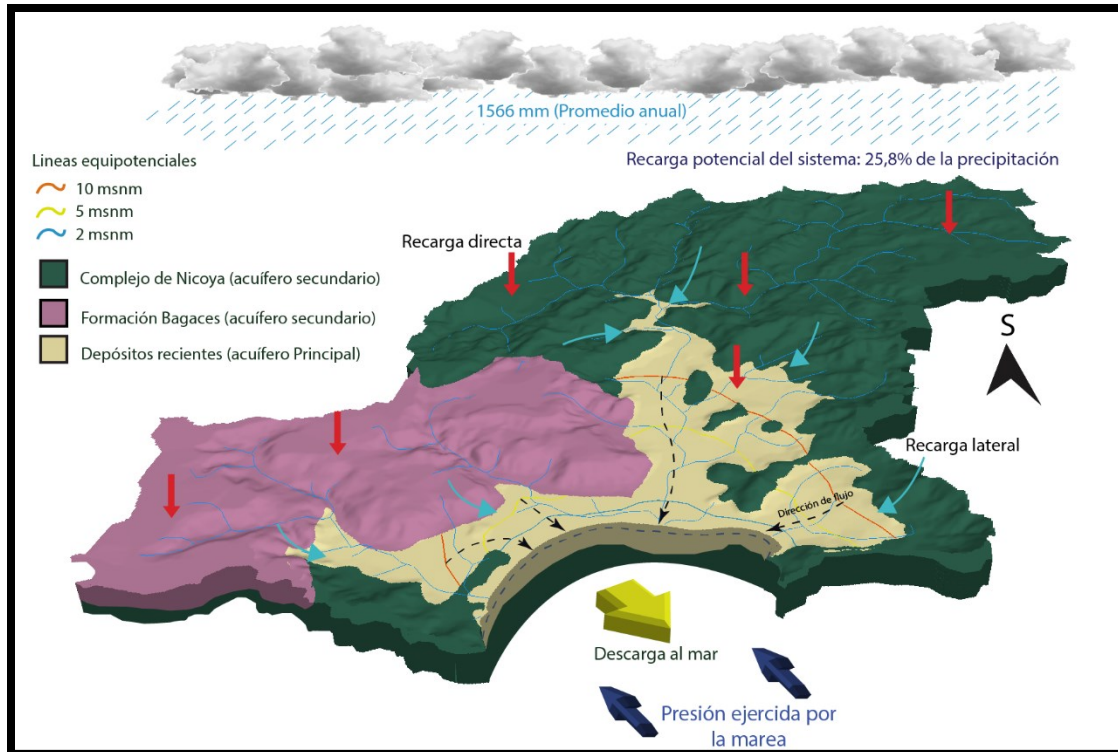 1566 mm (Promedio anual)
Lineas equipotenciales
10 msnm
5 msnm
2 msnm
Recarga potencial del sistema: 25,8% de la precipitación
Complejo de Nicoya (acuífero secundario)
Formación Bagaces (acuífero secundario)
Depósitos recientes (acuífero Principal)
Recarga directa
S
Recarga lateral
Dirección de flujo
Descarga al mar
Presión ejercida por
la marea